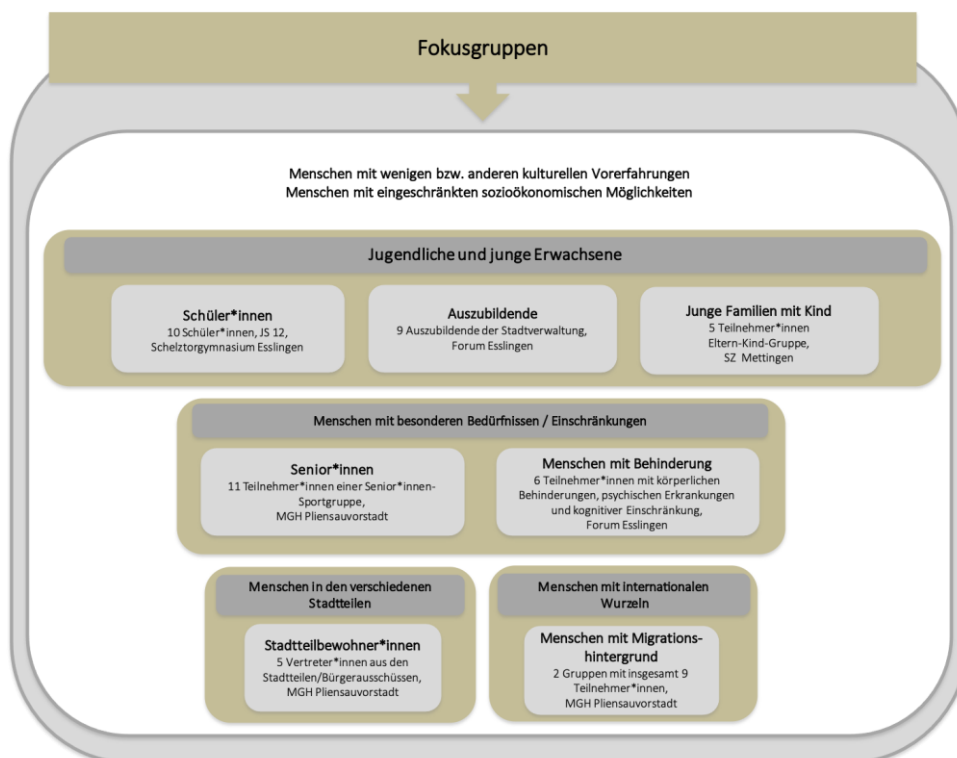 Fokusgruppen
Menschen mit wenigen bzw. anderen kulturellen Vorerfahrungen
Menschen mit eingeschränkten sozioökonomischen Möglichkeiten
Jugendliche und junge Erwachsene
Schüler*innen
10 Schüler*innen, JS 12,
Schelztorgymnasium Esslingen
Auszubildende
9 Auszubildende der Stadtverwaltung,
Forum Esslingen
Junge Familien mit Kind
5 Teilnehmer*innen
Eltern-Kind-Gruppe,
SZ Mettingen
Menschen mit besonderen Bedürfnissen / Einschränkungen
Senior*innen
11 Teilnehmer*innen einer Senior*innen-
Sportgruppe,
MGH Pliensauvorstadt
Menschen mit Behinderung
6 Teilnehmer*innen mit körperlichen
Behinderungen, psychischen Erkrankungen
und kognitiver Einschränkung,
Forum Esslingen
Menschen in den verschiedenen
Stadtteilen
Stadtteilbewohner*innen
5 Vertreter*innen aus den
Stadtteilen/Bürgerausschüssen,
MGH Pliensauvorstadt
Menschen mit internationalen
Wurzeln
Menschen mit Migrations-
hintergrund
2 Gruppen mit insgesamt 9
Teilnehmer*innen,
MGH Pliensauvorstadt